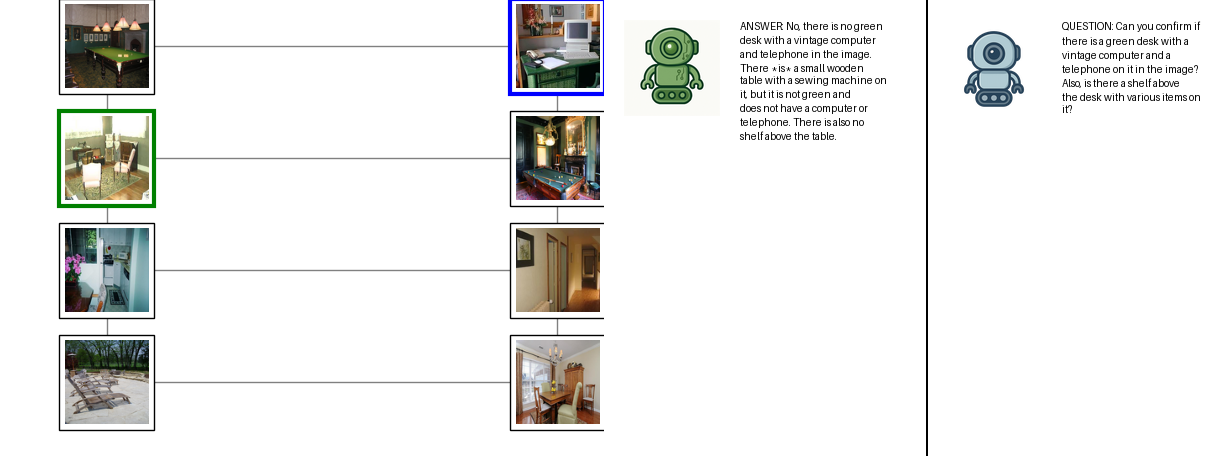 ANSWER: No, there is no green
desk with a vintage computer
and telephone in the image.
There *is* a small wooden
table with a sewing machine on
it, but it is not green and
does not have a computer or
telephone. There is also no
shelf above the table.
QUESTION: Can you confirm if
there is a green desk with a
vintage computer and a
telephone on it in the image?
Also, is there a shelf above
the desk with various items on
it?